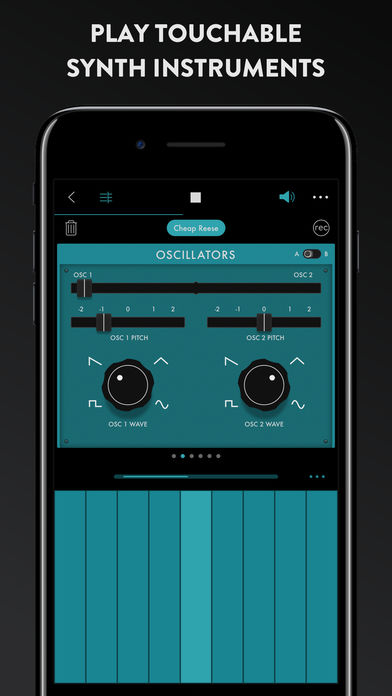 PLAY TOUCHABLE
SYNTH INSTRUMENTS
Cheap Reese
rec
OSCILLATORS
A B
OSC 1 OSC 2
-2 -1 0 1 2 -2 -1 0 1 2
OSC 1 PITCH OSC 2 PITCH
OSC 1 WAVE OSC 2 WAVE